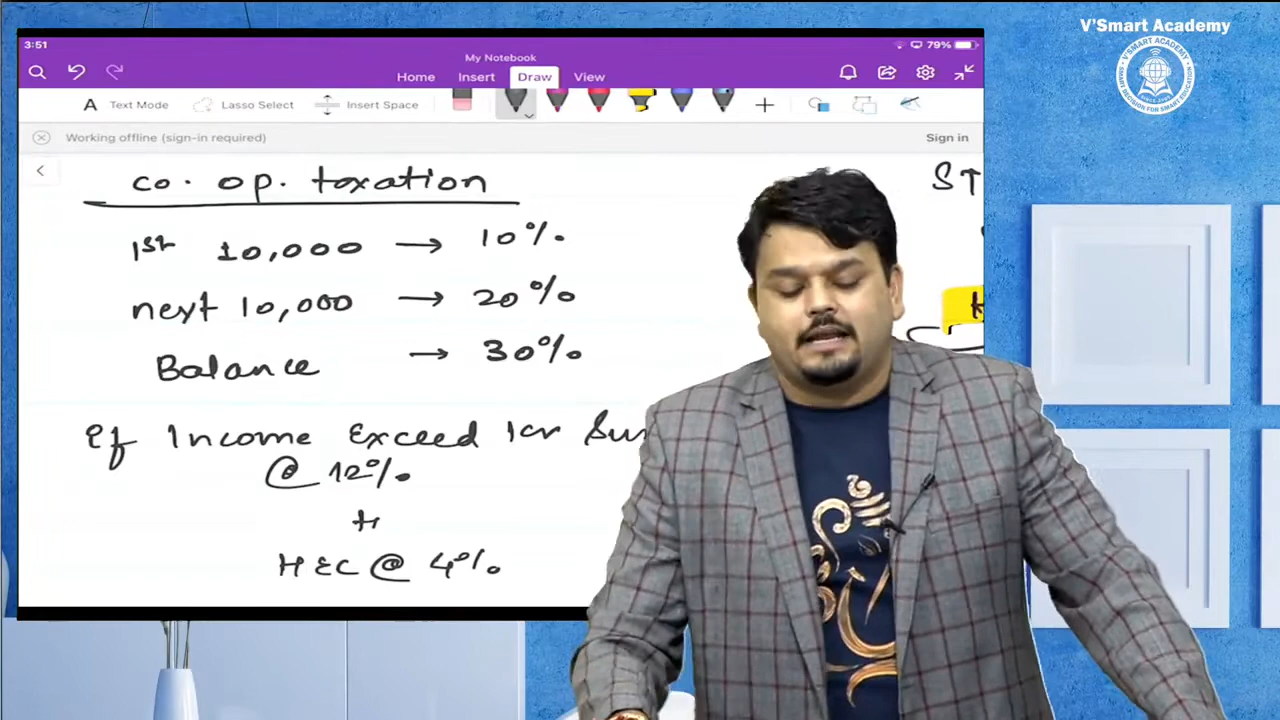 V'Smart Academy
3:51
79%
My Notebook
Home Insert Draw View
A Text Mode Lasso Select Insert Space
Working offline (sign-in required) Sign in
co. op. taxation
1st 10,000 → 10%
next 10,000 → 20%
Balance → 30%
If Income Exceed 1cr
@ 12%
+
HEC @ 4%